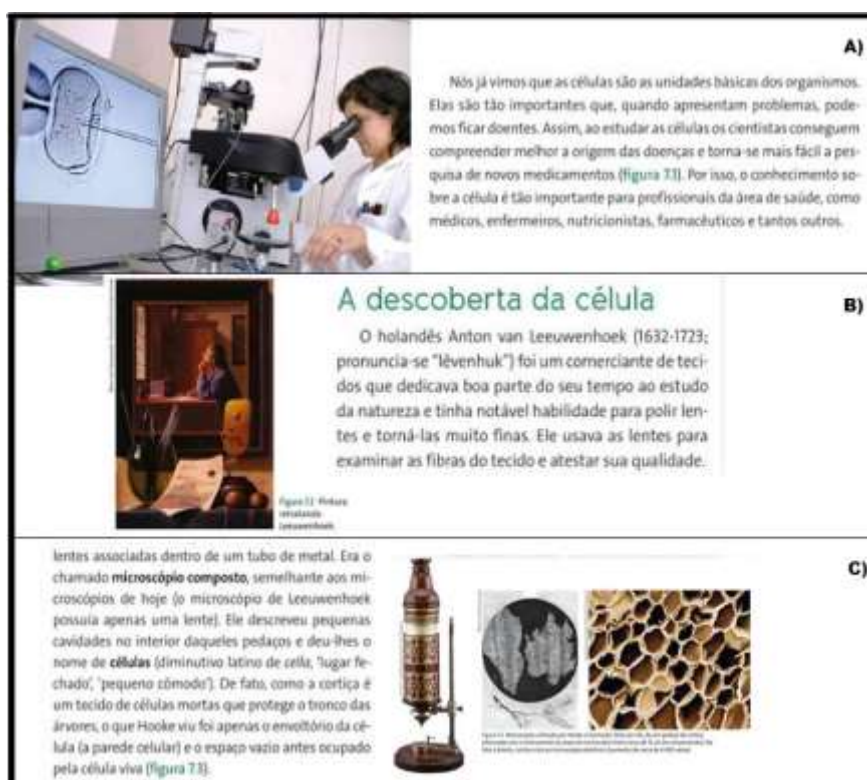 A)
Nós já vimos que as células são as unidades básicas dos organismos.
Elas são tão importantes que, quando apresentam problemas, pode-
mos ficar doentes. Assim, ao estudar as células os cientistas conseguem
compreender melhor a origem das doenças e torna-se mais fácil a pes-
quisa de novos medicamentos (figura 7.1). Por isso, o conhecimento so-
bre a célula é tão importante para profissionais da área de saúde, como
médicos, enfermeiros, nutricionistas, farmacêuticos e tantos outros.
B)
A descoberta da célula
O holandês Anton van Leeuwenhoek (1632-1723;
pronuncia-se "lêvenhuk") foi um comerciante de teci-
dos que dedicava boa parte do seu tempo ao estudo
da natureza e tinha notável habilidade para polir len-
tes e torná-las muito finas. Ele usava as lentes para
examinar as fibras do tecido e atestar sua qualidade.
Figura 7.2 Pintura
retratando
Leeuwenhoek
C)
lentes associadas dentro de um tubo de metal. Era o
chamado microscópio composto, semelhante aos mi-
croscópios de hoje (o microscópio de Leeuwenhoek
possuía apenas uma lente). Ele descreveu pequenas
cavidades no interior daqueles pedaços e deu-lhes o
nome de células (diminutivo latino de cella, 'lugar fe-
chado', 'pequeno cômodo'). De fato, como a cortiça é
um tecido de células mortas que protege o tronco das
árvores, o que Hooke viu foi apenas o envoltório da cé-
lula (a parede celular) e o espaço vazio antes ocupado
pela célula viva (figura 7.3).